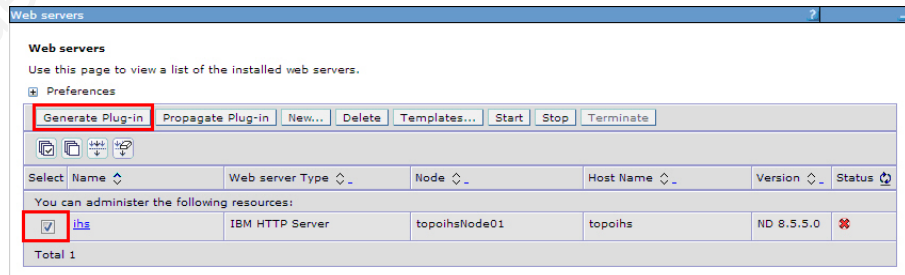 Web servers ? _
Web servers
Use this page to view a list of the installed web servers.
Preferences
Generate Plug-in Propagate Plug-in New... Delete Templates... Start Stop Terminate
Select Name Web server Type Node Host Name Version Status
You can administer the following resources:
ihs IBM HTTP Server topoihsNode01 topoihs ND 8.5.5.0
Total 1